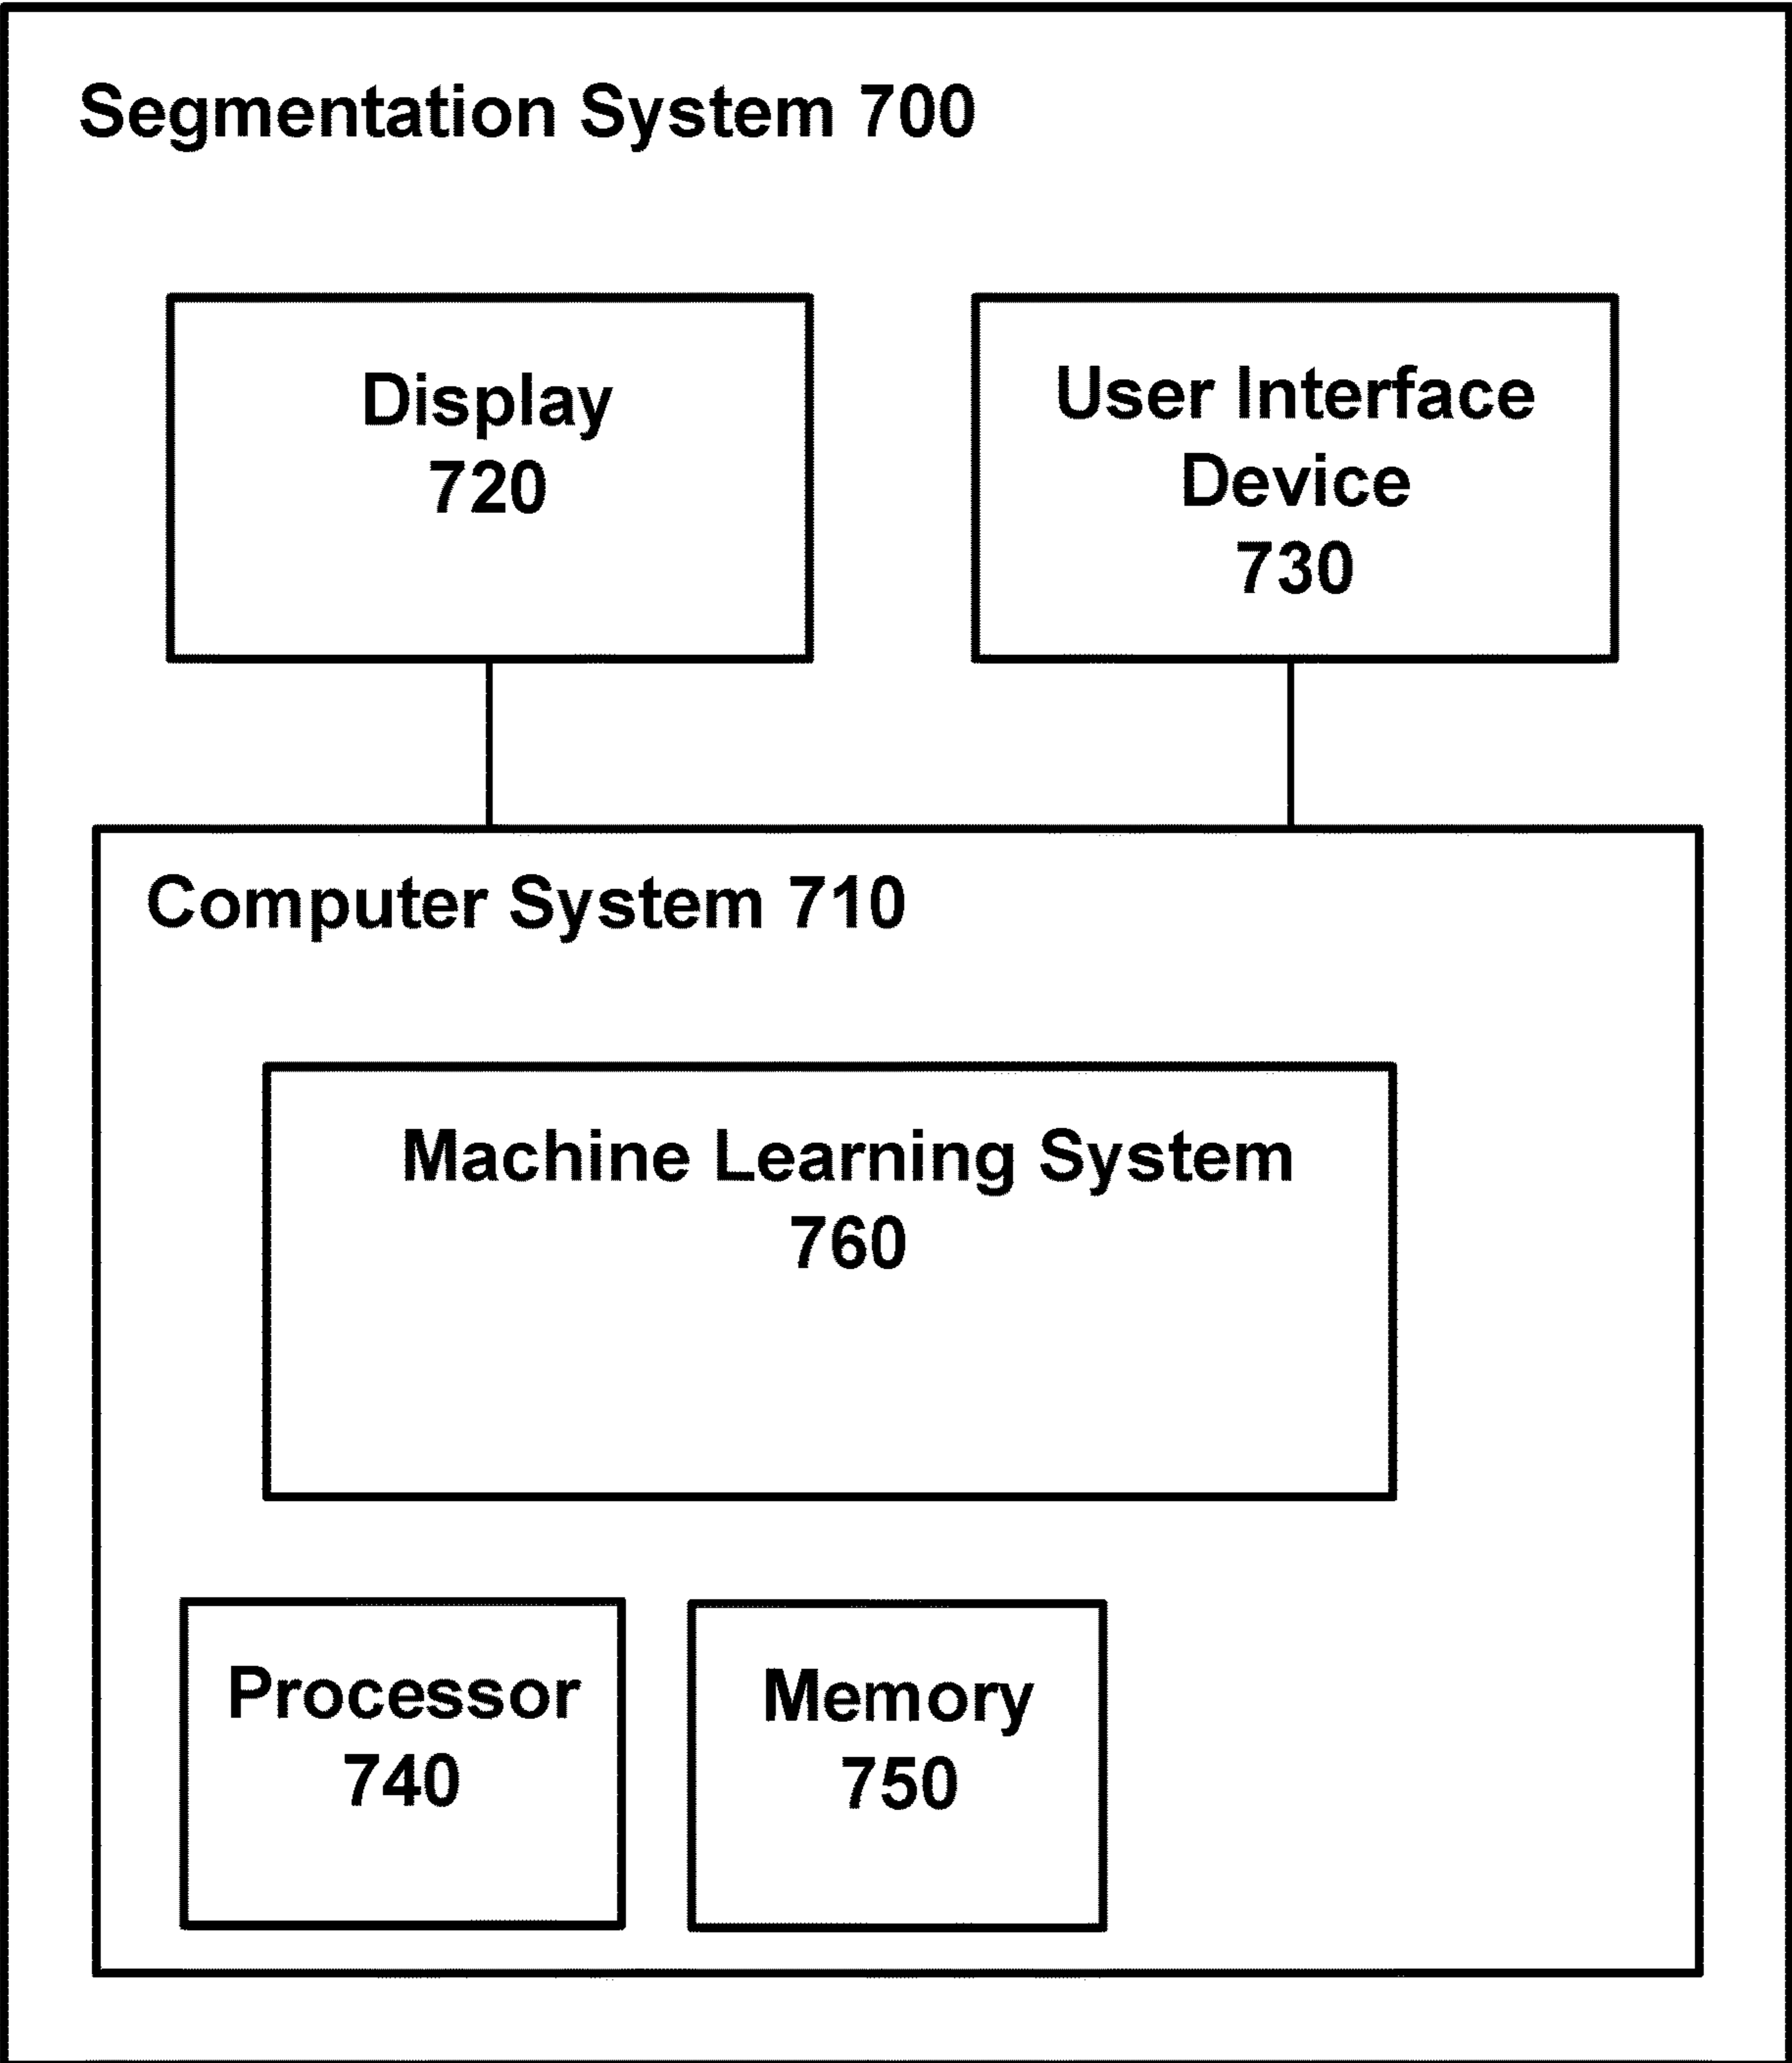 Segmentation System 700
Display
720
User Interface
Device
730
Computer System 710
Machine Learning System
760
Processor
740
Memory
750